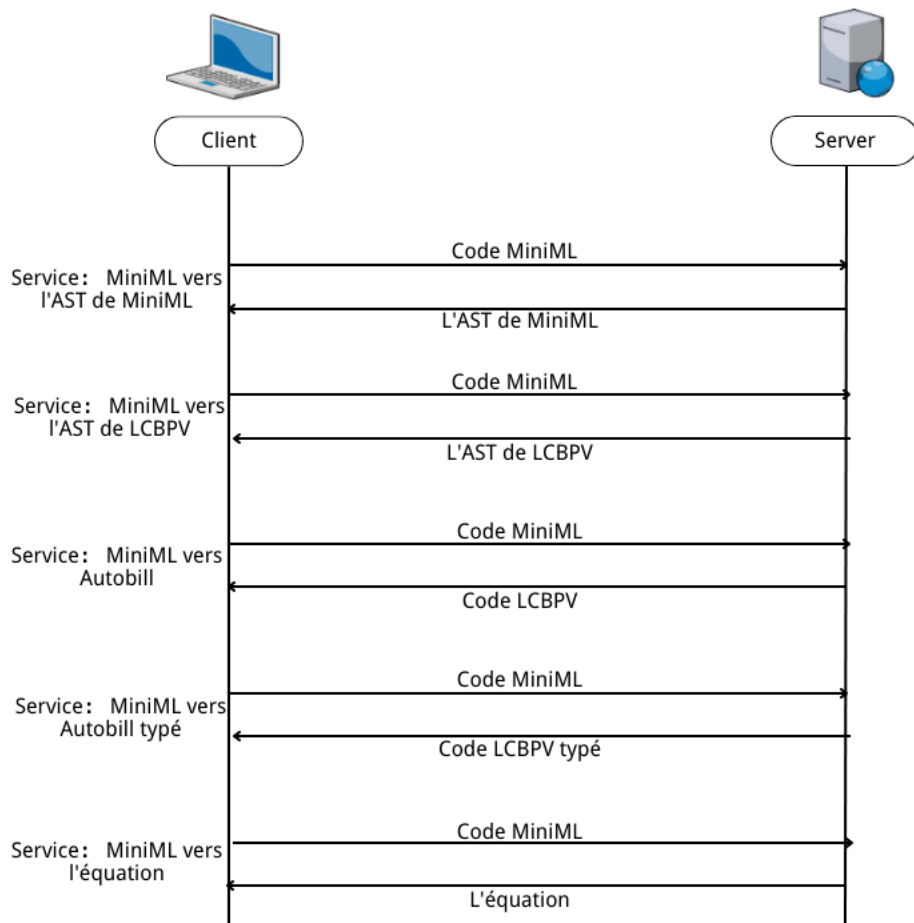 Client
Server
Code MiniML
Service: MiniML vers
l'AST de MiniML
L'AST de MiniML
Code MiniML
Service: MiniML vers
l'AST de LCBPV
L'AST de LCBPV
Code MiniML
Service: MiniML vers
Autobill
Code LCBPV
Code MiniML
Service: MiniML vers
Autobill typé
Code LCBPV typé
Code MiniML
Service: MiniML vers
l'équation
L'équation